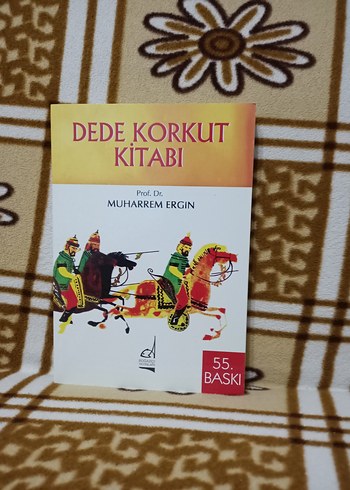 DEDE KORKUT
KİTABI
Prof. Dr.
MUHARREM ERGİN
55.
BASKI